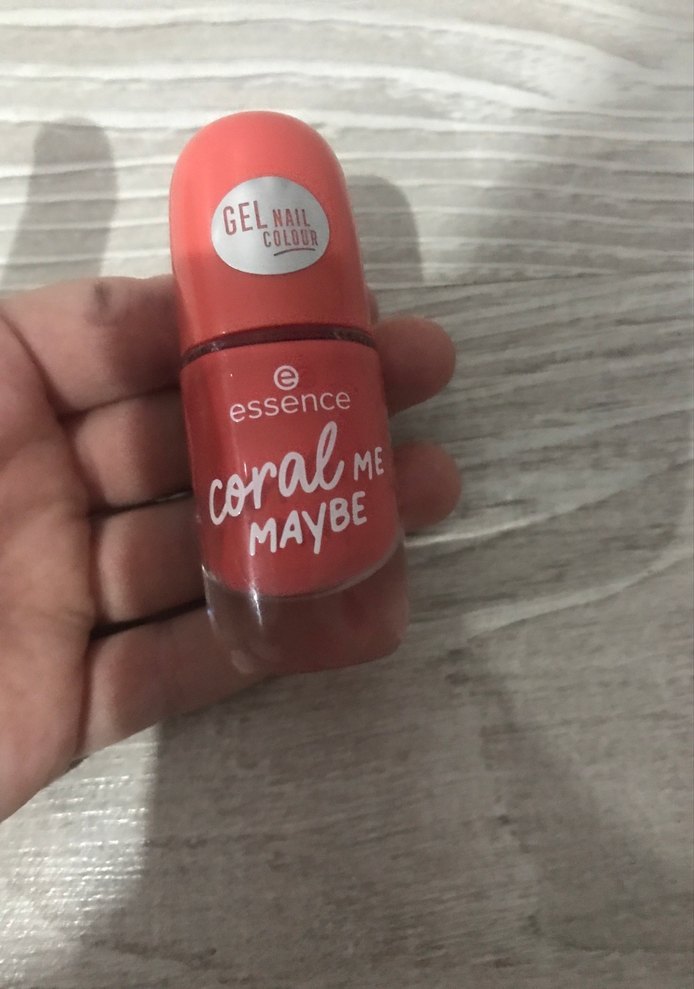 GEL NAIL
COLOUR
e
essence
coral ME
MAYBE